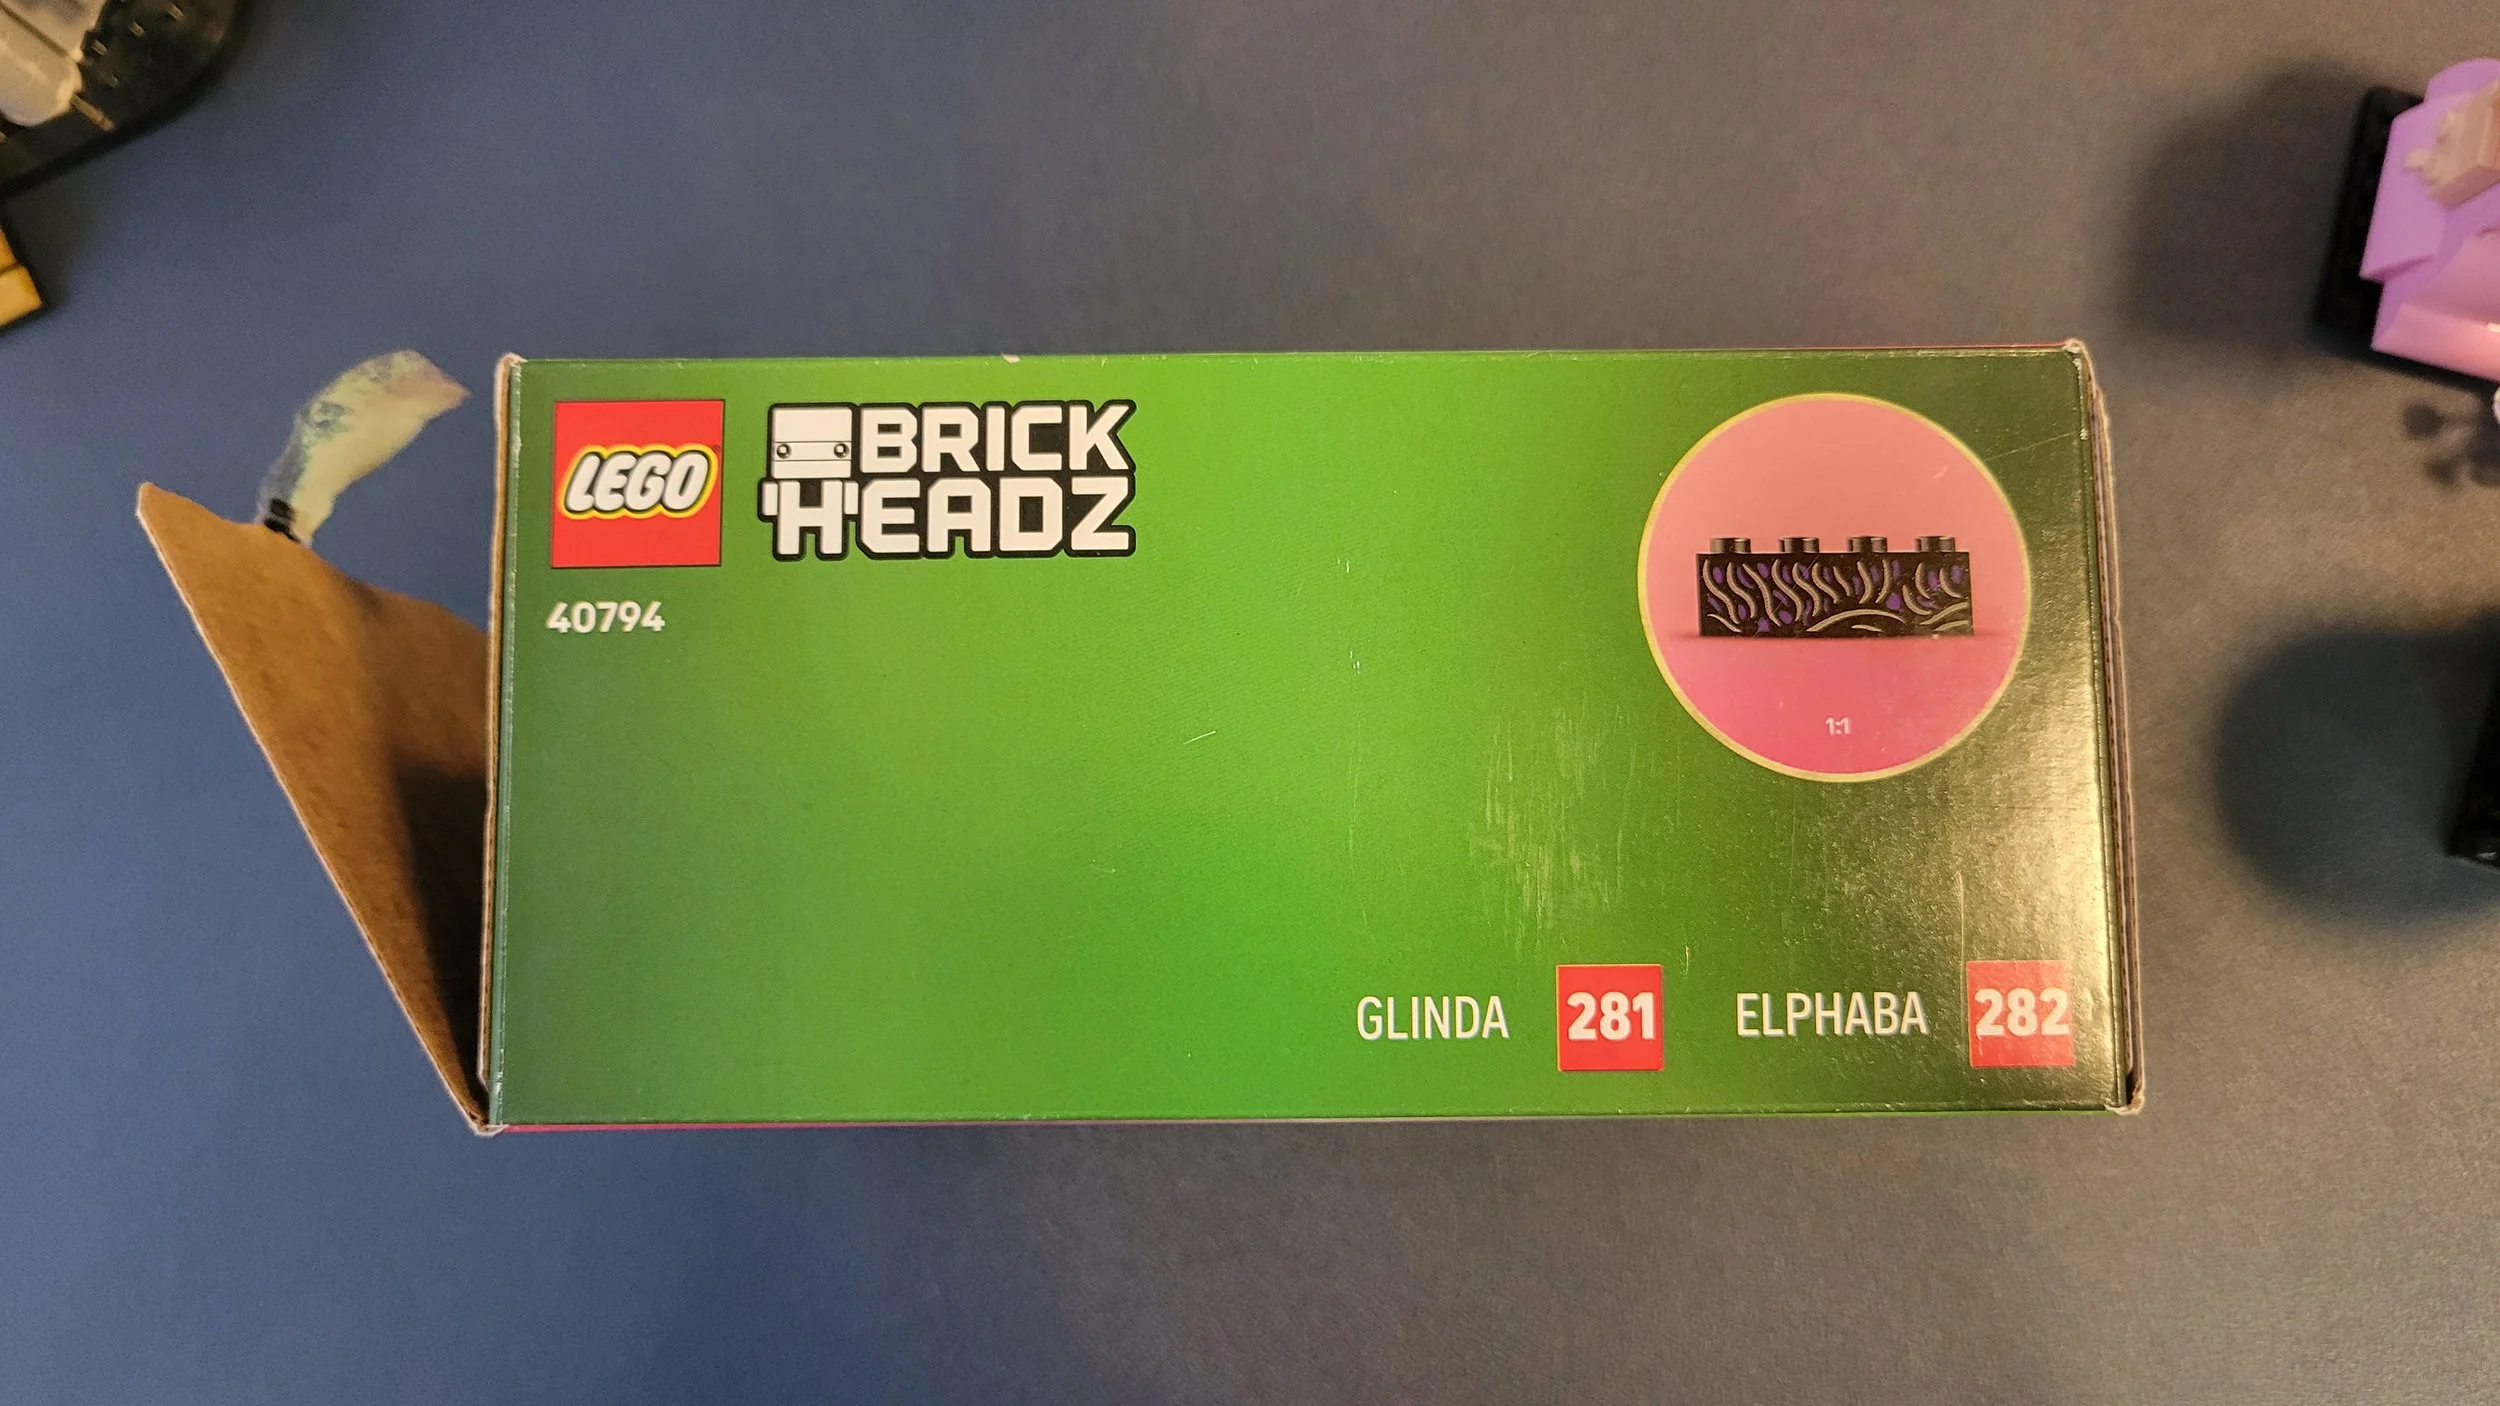 LEGO
BRICK
HEADZ
40794
1:1
GLINDA 281 ELPHABA 282